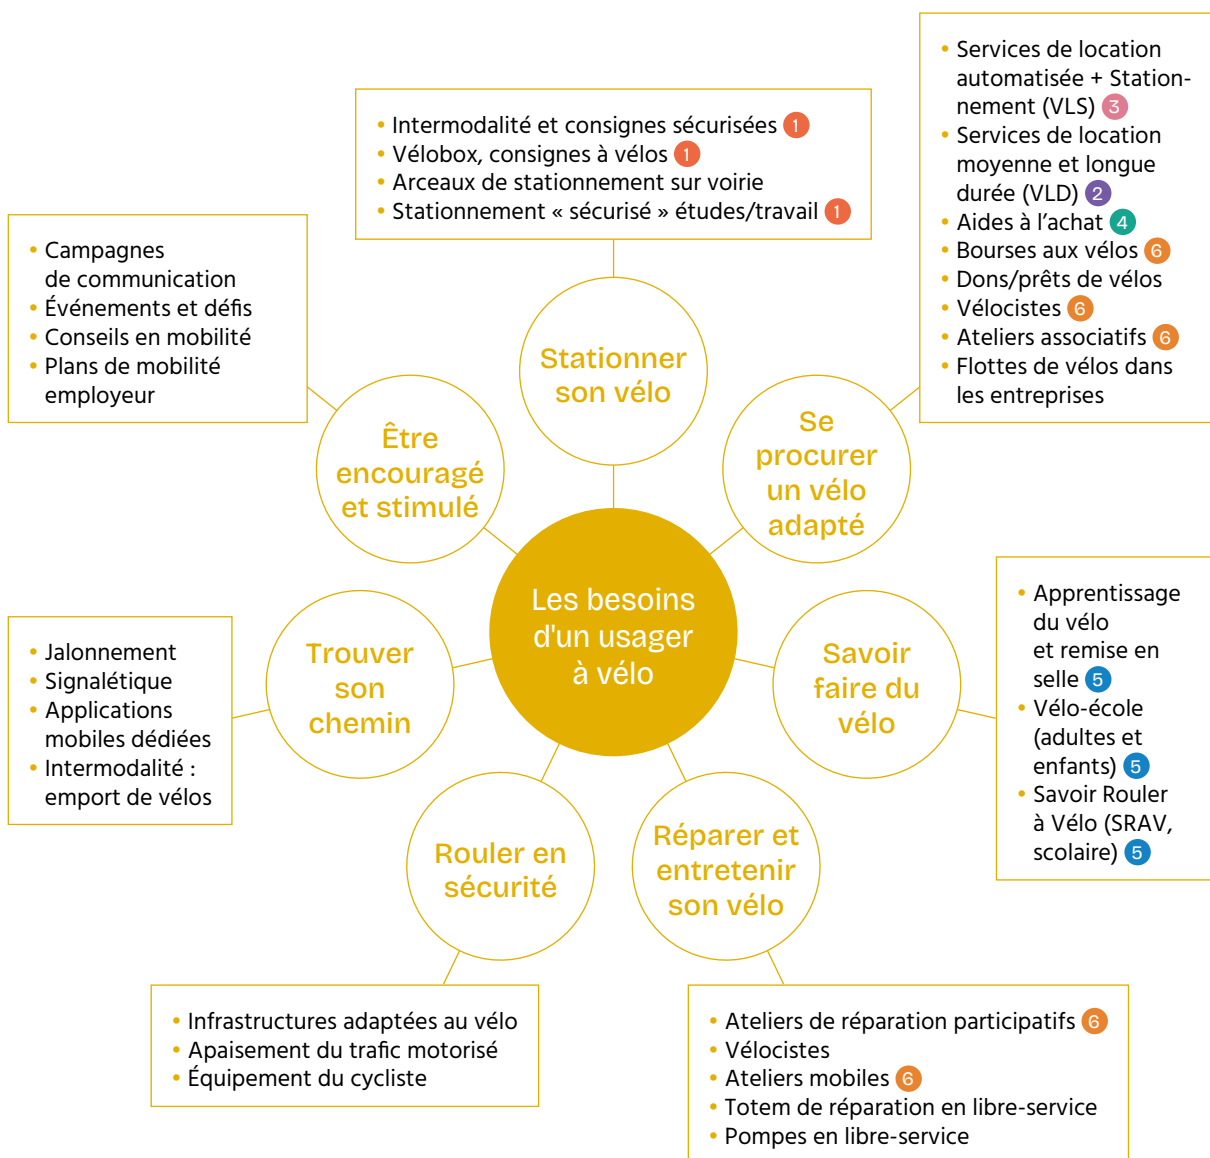 • Services de location
automatisée + Station-
nement (VLS) 3
• Services de location
moyenne et longue
durée (VLD) 2
• Aides à l’achat 4
• Bourses aux vélos 6
• Dons/prêts de vélos
• Vélocistes 6
• Ateliers associatifs 6
• Flottes de vélos dans
les entreprises
• Intermodalité et consignes sécurisées 1
• Vélobox, consignes à vélos 1
• Arceaux de stationnement sur voirie
• Stationnement « sécurisé » études/travail 1
• Campagnes
de communication
• Événements et défis
• Conseils en mobilité
• Plans de mobilité
employeur
Stationner
son vélo
Être
encouragé
et stimulé
Se
procurer
un vélo
adapté
Les besoins
d'un usager
à vélo
• Jalonnement
• Signalétique
• Applications
mobiles dédiées
• Intermodalité :
emport de vélos
Trouver
son
chemin
Savoir
faire du
vélo
• Apprentissage
du vélo
et remise en
selle 5
• Vélo-école
(adultes et
enfants) 5
• Savoir Rouler
à Vélo (SRAV,
scolaire) 5
Rouler en
sécurité
Réparer et
entretenir
son vélo
• Infrastructures adaptées au vélo
• Apaisement du trafic motorisé
• Équipement du cycliste
• Ateliers de réparation participatifs 6
• Vélocistes
• Ateliers mobiles 6
• Totem de réparation en libre-service
• Pompes en libre-service